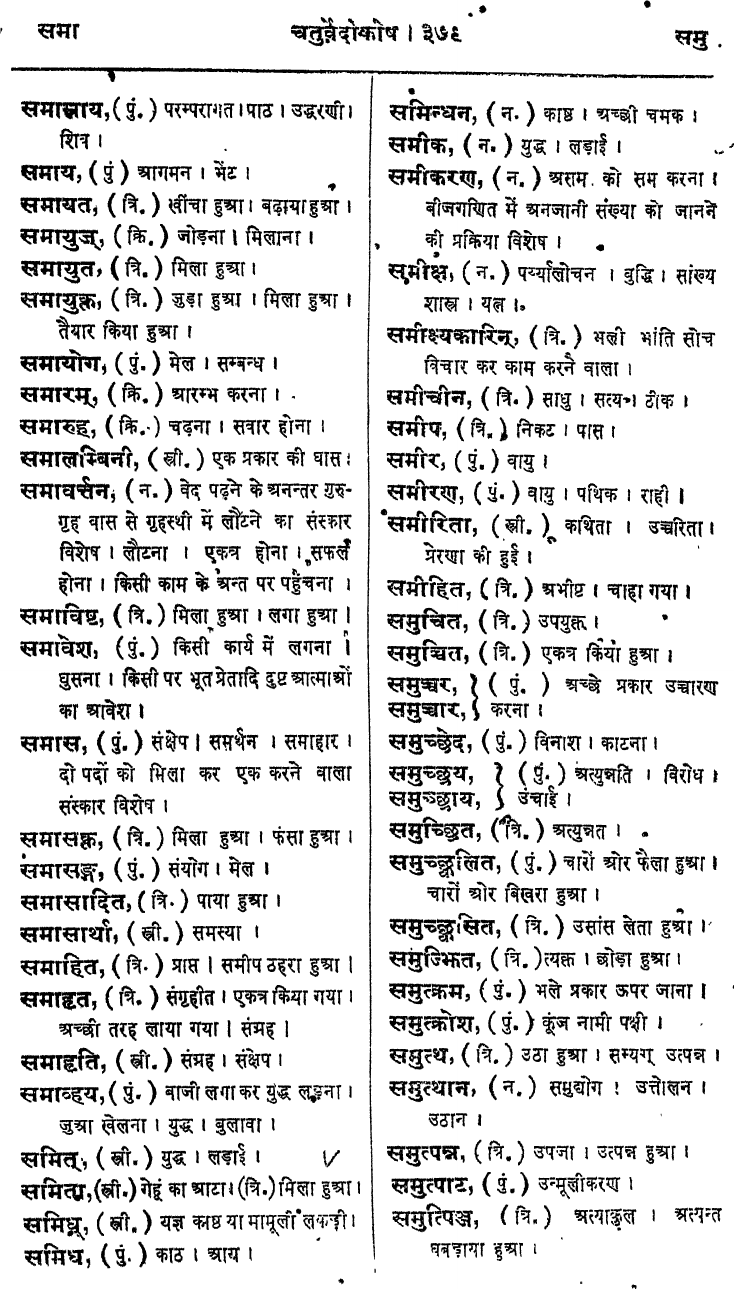 समा
चतुर्वेदीकोष । ३७९
समु
समाम्नाय, (पुं.) परम्परागत । पाठ । उद्धरणी ।
शिव ।
समाय, (पुं) आगमन । भेंट ।
समायत, (त्रि.) खींचा हुआ । बढ़ाया हुआ ।
समायुज्, (क्रि.) जोड़ना । मिलाना ।
समायुत, (त्रि.) मिला हुआ ।
समायुक्त, (त्रि.) जुड़ा हुआ । मिला हुआ ।
तैयार किया हुआ ।
समायोग, (पुं.) मेल । सम्बन्ध ।
समारम्, (क्रि.) आरम्भ करना ।
समारुह, (क्रि.) चढ़ना । सवार होना ।
समालम्बिनी, (स्त्री.) एक प्रकार की घास ।
समावर्त्तन, (न.) वेद पढ़ने के अनन्तर गुरु-
गृह वास से गृहस्थी में लौटने का संस्कार
विशेष । लौटना । एकत्र होना । सफल
होना । किसी काम के अन्त पर पहुँचना ।
समाविष्ट, (त्रि.) मिला हुआ । लगा हुआ ।
समावेश, (पुं.) किसी कार्य में लगना ।
घुसना । किसी पर भूत प्रेतादि दुष्ट आत्माओं
का आवेश ।
समास, (पुं.) संक्षेप । समर्थन । समाहार ।
दो पदों को मिला कर एक करने वाला
संस्कार विशेष ।
समासक्त, (त्रि.) मिला हुआ । फंसा हुआ ।
समासङ्ग, (पुं.) संयोग । मेल ।
समासादित, (त्रि.) पाया हुआ ।
समासार्था, (स्त्री.) समस्या ।
समाहित, (त्रि.) प्राप्त । समीप ठहरा हुआ ।
समाहृत, (त्रि.) संगृहीत । एकत्र किया गया ।
अच्छी तरह लाया गया । संग्रह ।
समाहृति, (स्त्री.) संग्रह । संक्षेप ।
समाव्हय, (पुं.) बाजी लगा कर युद्ध लड़ना ।
जुआ खेलना । युद्ध । बुलावा ।
समित्, (स्त्री.) युद्ध । लड़ाई ।
समित्या, (स्त्री.) गेहूं का आटा । (त्रि.) मिला हुआ ।
समिध्, (स्त्री.) यज्ञ काष्ठ या मामूली लकड़ी ।
समिध, (पुं.) काठ । आय ।
समिन्धन, (न.) काष्ठ । अच्छी चमक ।
समीक, (न.) युद्ध । लड़ाई ।
समीकरण, (न.) असम को सम करना ।
बीजगणित में अनजानी संख्या को जानने
की प्रक्रिया विशेष ।
समीक्ष, (न.) पर्य्यालोचन । बुद्धि । सांख्य
शास्त्र । यत्न ।
समीक्ष्यकारिन्, (त्रि.) भली भांति सोच
विचार कर काम करने वाला ।
समीचीन, (त्रि.) साधु । सत्य । ठीक ।
समीप, (त्रि.) निकट । पास ।
समीर, (पुं.) वायु ।
समीरण, (पुं.) वायु । पथिक । राही ।
समीरिता, (स्त्री.) कथिता । उच्चरिता ।
प्रेरणा की हुई ।
समीहित, (त्रि.) अभीष्ट । चाहा गया ।
समुचित, (त्रि.) उपयुक्त ।
समुच्चित, (त्रि.) एकत्र किया हुआ ।
समुच्चर, } (पुं.) अच्छे प्रकार उच्चारण
समुच्चार, } करना ।
समुच्छेद, (पुं.) विनाश । काटना ।
समुच्छ्रय, } (पुं.) अत्युन्नति । विरोध ।
समुच्छ्राय, } उंचाई ।
समुच्छ्रित, (त्रि.) अत्युन्नत ।
समुच्छ्वलित, (पुं.) चारों ओर फैला हुआ ।
चारों ओर बिखरा हुआ ।
समुच्छ्वसित, (त्रि.) उसांस लेता हुआ ।
समुज्झित, (त्रि.) त्यक्त । छोड़ा हुआ ।
समुत्क्रम, (पुं.) भले प्रकार ऊपर जाना ।
समुत्क्रोश, (पुं.) कूंज नामी पक्षी ।
समुत्थ, (त्रि.) उठा हुआ । सम्यग् उत्पन्न ।
समुत्थान, (न.) समुद्योग । उत्तोलन ।
उठान ।
समुत्पन्न, (त्रि.) उपजा । उत्पन्न हुआ ।
समुत्पाट, (पुं.) उन्मूलीकरण ।
समुत्पिञ्ज, (त्रि.) अत्याकुल । अत्यन्त
घबड़ाया हुआ ।